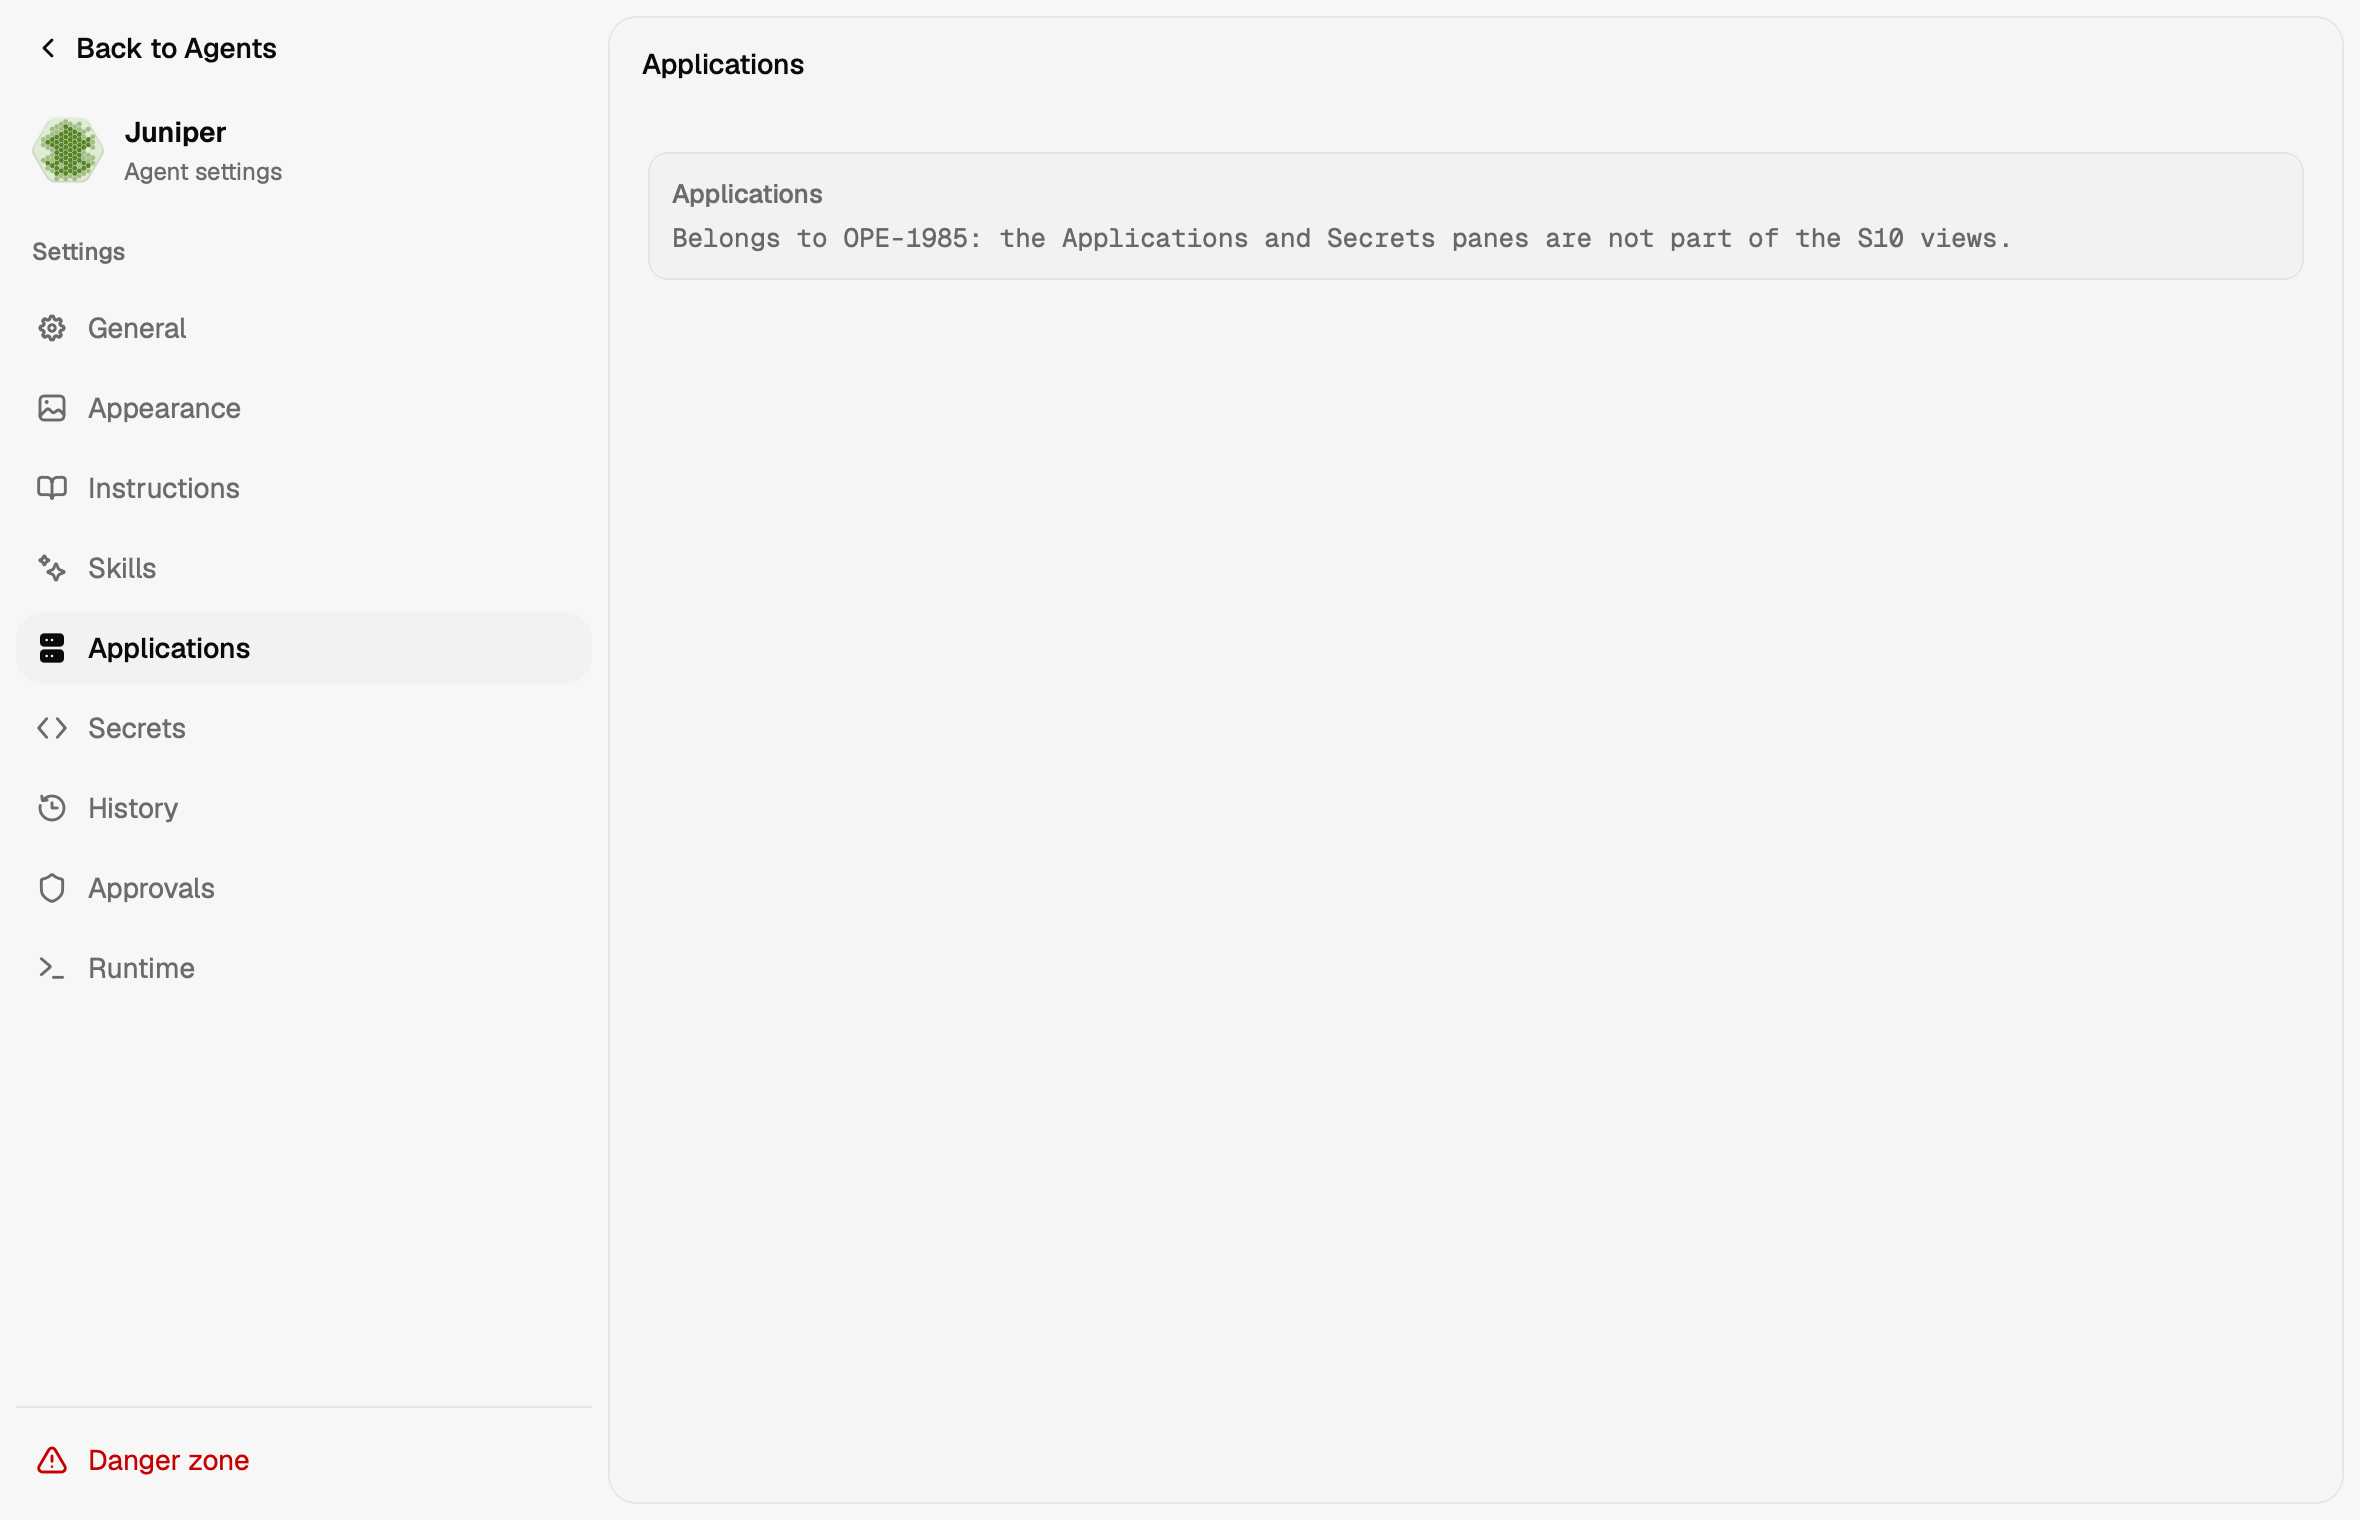 Back to Agents
Juniper
Agent settings
Settings
General
Appearance
Instructions
Skills
Applications
Secrets
History
Approvals
Runtime
Danger zone
Applications
Applications
Belongs to OPE-1985: the Applications and Secrets panes are not part of the S10 views.